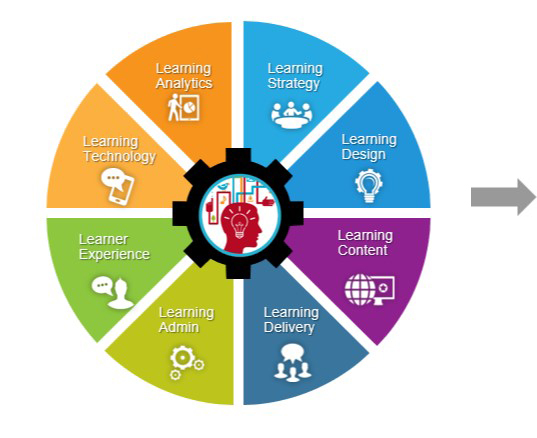 Learning
Analytics
Learning
Strategy
Learning
Technology
Learning
Design
Learner
Experience
Learning
Content
Learning
Admin
Learning
Delivery